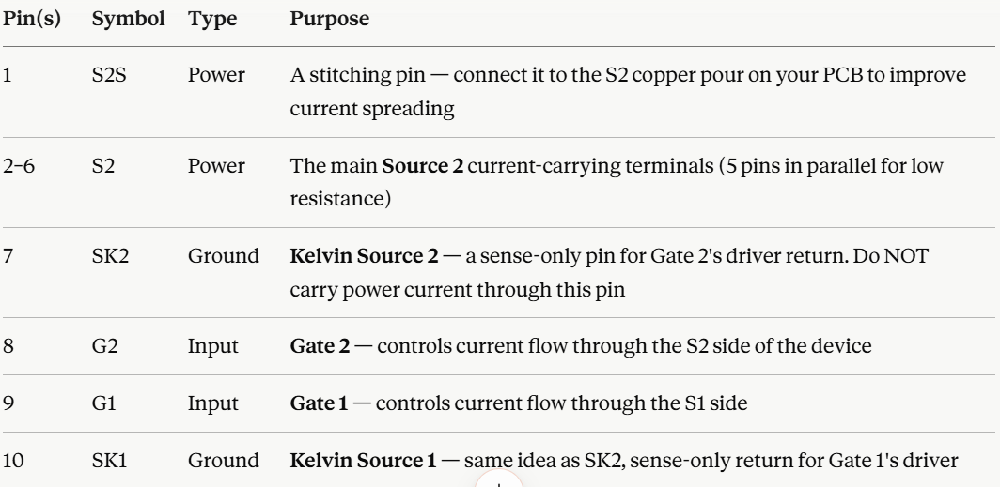 Pin(s) Symbol Type Purpose
1 S2S Power A stitching pin — connect it to the S2 copper pour on your PCB to improve
current spreading
2–6 S2 Power The main Source 2 current-carrying terminals (5 pins in parallel for low
resistance)
7 SK2 Ground Kelvin Source 2 — a sense-only pin for Gate 2's driver return. Do NOT
carry power current through this pin
8 G2 Input Gate 2 — controls current flow through the S2 side of the device
9 G1 Input Gate 1 — controls current flow through the S1 side
10 SK1 Ground Kelvin Source 1 — same idea as SK2, sense-only return for Gate 1's driver